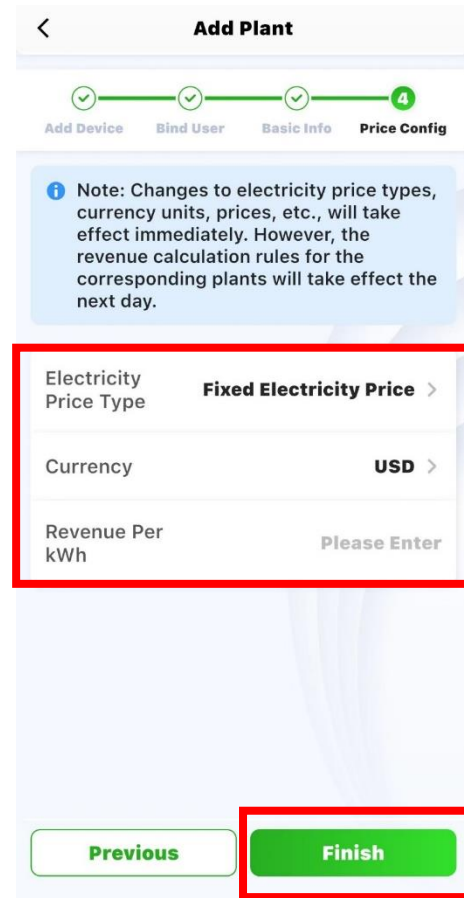 Add Plant
4
Add Device Bind User Basic Info Price Config
Note: Changes to electricity price types,
currency units, prices, etc., will take
effect immediately. However, the
revenue calculation rules for the
corresponding plants will take effect the
next day.
Electricity
Price Type
Fixed Electricity Price
Currency
USD
Revenue Per
kWh
Please Enter
Previous
Finish